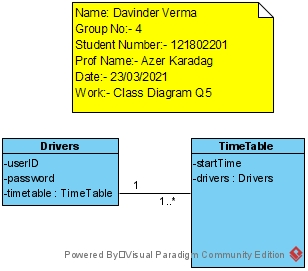 Name: Davinder Verma
Group No:- 4
Student Number:- 121802201
Prof Name:- Azer Karadag
Date:- 23/03/2021
Work:- Class Diagram Q5
Drivers
-userID
-password
-timetable : TimeTable
1
1..*
TimeTable
-startTime
-drivers : Drivers
Powered By Visual Paradigm Community Edition